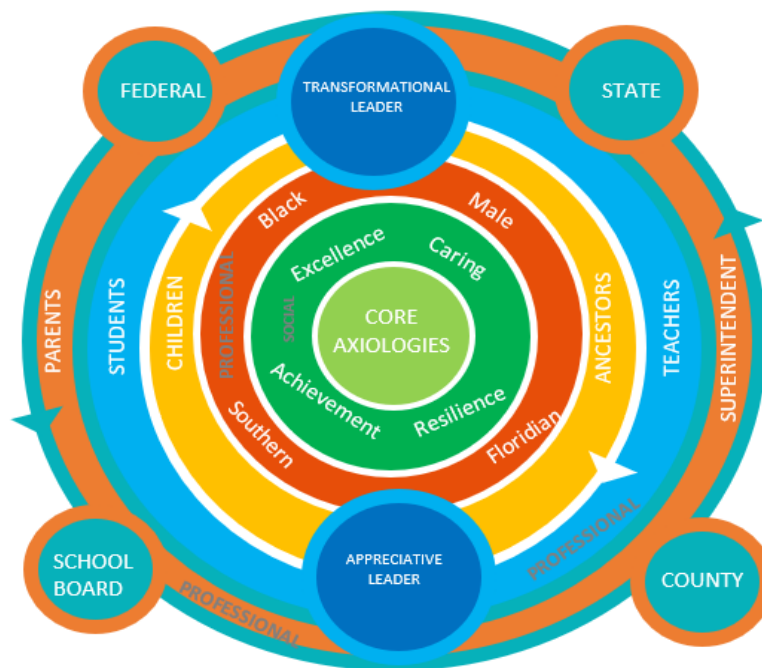 FEDERAL
TRANSFORMATIONAL
LEADER
STATE
Black
Male
Excellence
Caring
PROFESSIONAL
SOCIAL
CORE
AXIOLOGIES
PARENTS
STUDENTS
CHILDREN
ANCESTORS
TEACHERS
SUPERINTENDENT
Achievement
Resilience
Southern
Floridian
SCHOOL
BOARD
PROFESSIONAL
APPRECIATIVE
LEADER
PROFESSIONAL
COUNTY